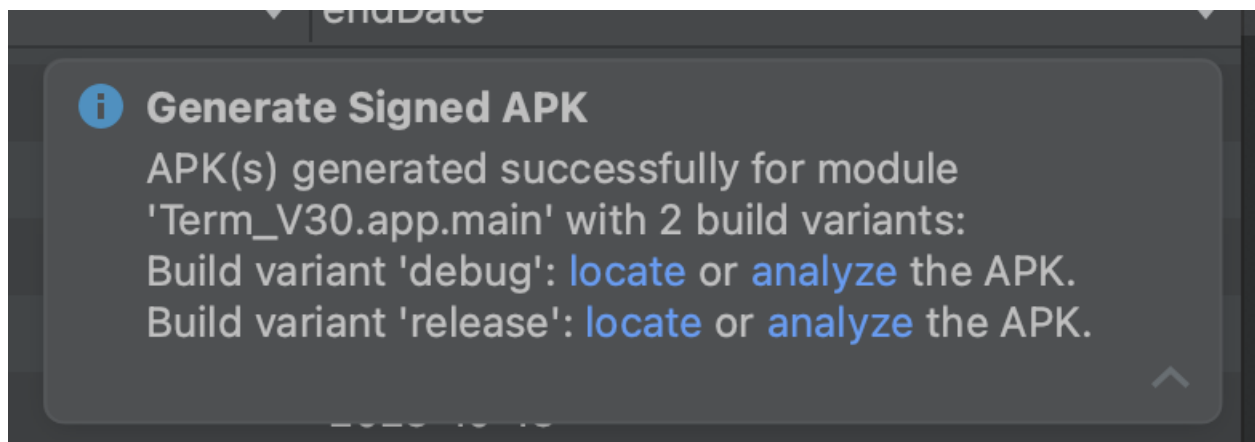 endDate
Generate Signed APK
APK(s) generated successfully for module
'Term_V30.app.main' with 2 build variants:
Build variant 'debug': locate or analyze the APK.
Build variant 'release': locate or analyze the APK.